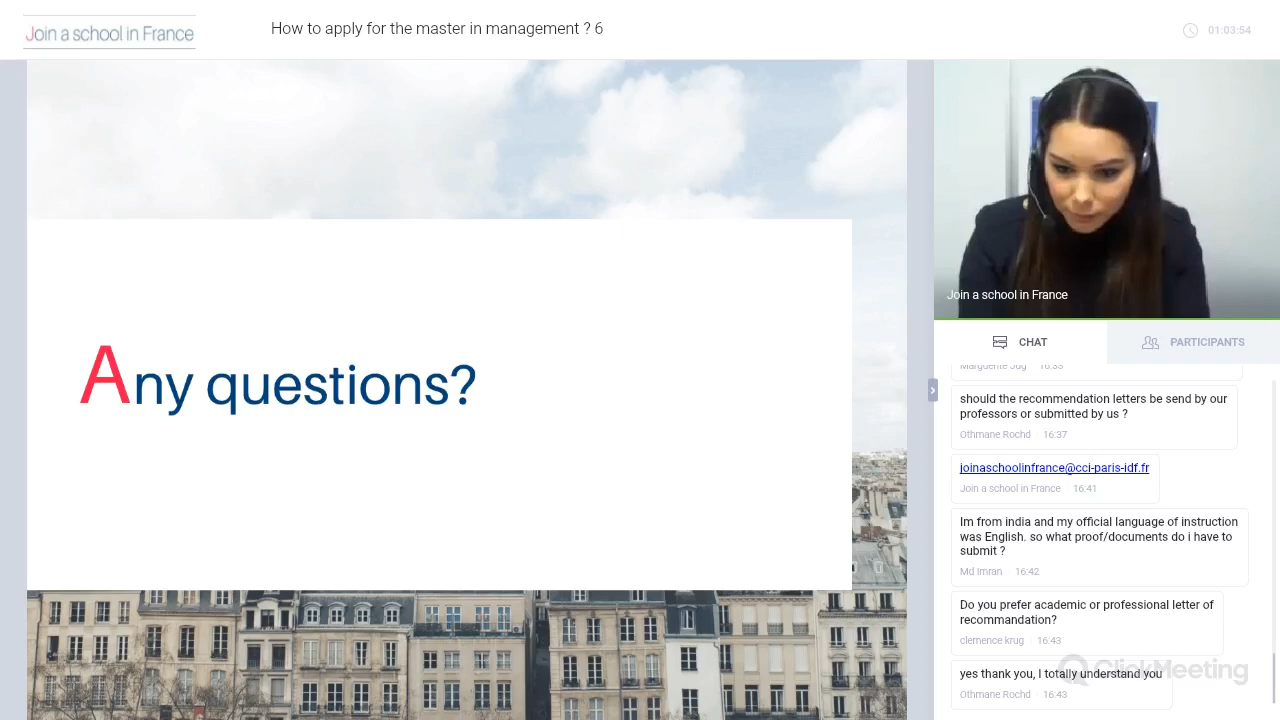 Join a school in France
How to apply for the master in management ? 6
01:03:54
Any questions?
Join a school in France
CHAT
PARTICIPANTS
Marguerite Jug 16:33
should the recommendation letters be send by our
professors or submitted by us ?
Othmane Rochd 16:37
joinaschoolinfrance@cci-paris-idf.fr
Join a school in France 16:41
Im from india and my official language of instruction
was English. so what proof/documents do i have to
submit ?
Md Imran 16:42
Do you prefer academic or professional letter of
recommandation?
clemence krug 16:43
yes thank you, I totally understand you
Othmane Rochd 16:43
ClickMeeting